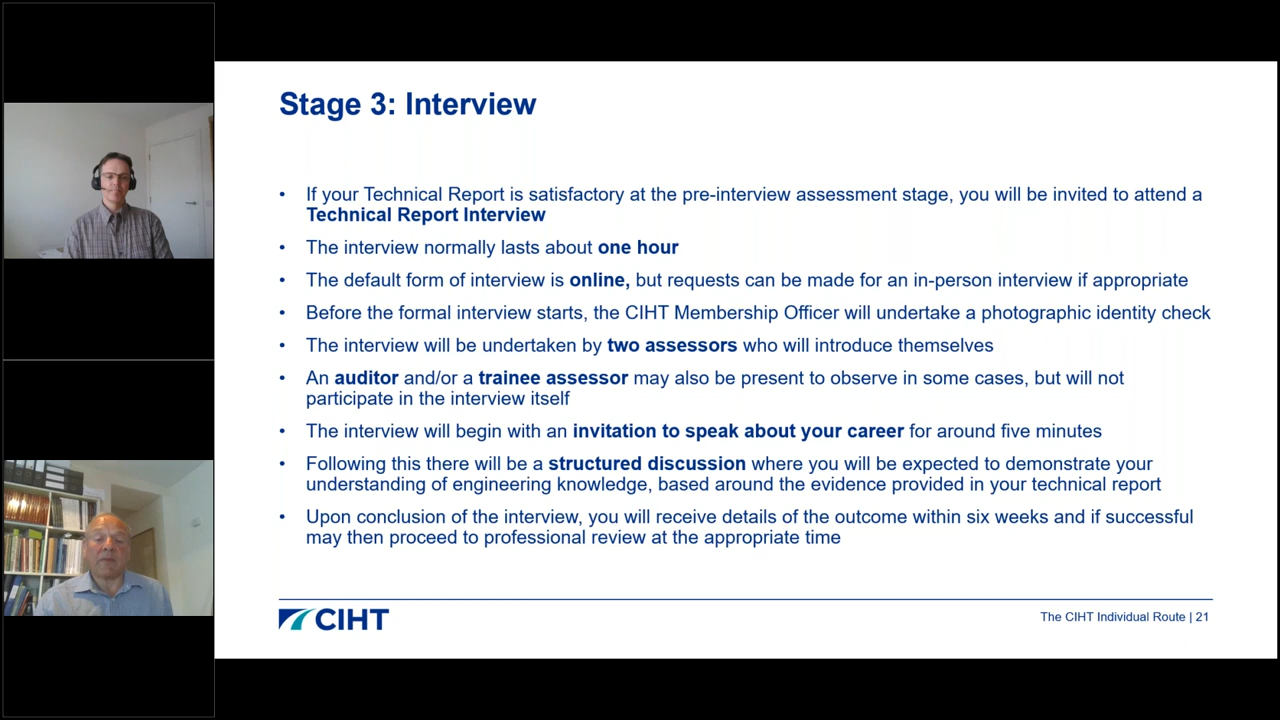 Stage 3: Interview
• If your Technical Report is satisfactory at the pre-interview assessment stage, you will be invited to attend a
Technical Report Interview
• The interview normally lasts about one hour
• The default form of interview is online, but requests can be made for an in-person interview if appropriate
• Before the formal interview starts, the CIHT Membership Officer will undertake a photographic identity check
• The interview will be undertaken by two assessors who will introduce themselves
• An auditor and/or a trainee assessor may also be present to observe in some cases, but will not
participate in the interview itself
• The interview will begin with an invitation to speak about your career for around five minutes
• Following this there will be a structured discussion where you will be expected to demonstrate your
understanding of engineering knowledge, based around the evidence provided in your technical report
• Upon conclusion of the interview, you will receive details of the outcome within six weeks and if successful
may then proceed to professional review at the appropriate time
CIHT
The CIHT Individual Route | 21